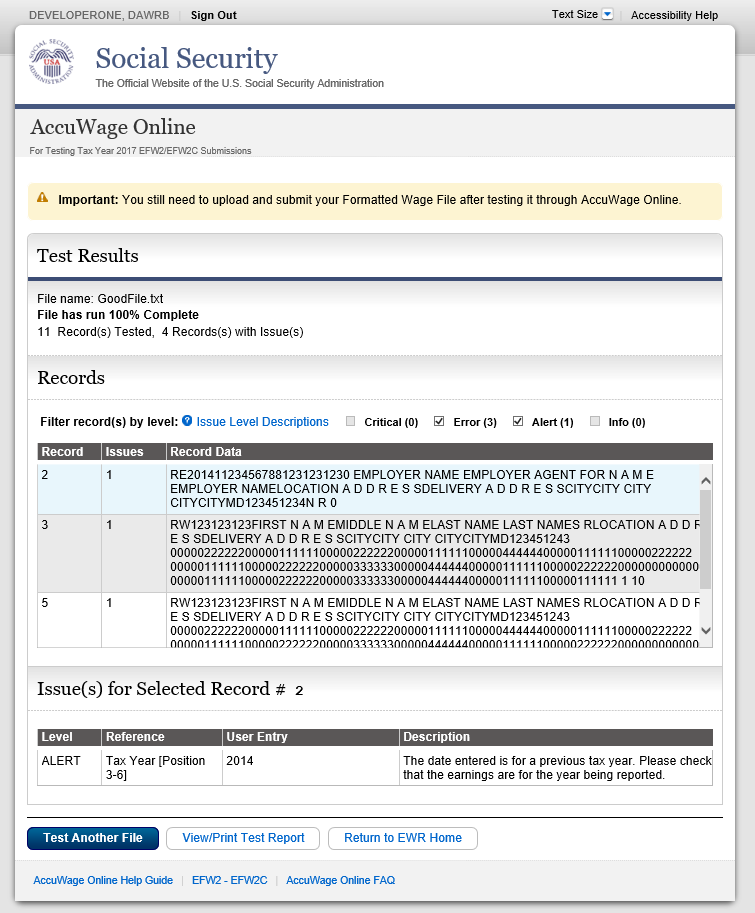 DEVELOPERONE, DAWRB | Sign Out Text Size | Accessibility Help
SOCIAL SECURITY ADMINISTRATION
USA
Social Security
The Official Website of the U.S. Social Security Administration
AccuWage Online
For Testing Tax Year 2017 EFW2/EFW2C Submissions
Important: You still need to upload and submit your Formatted Wage File after testing it through AccuWage Online.
Test Results
File name: GoodFile.txt
File has run 100% Complete
11 Record(s) Tested, 4 Records(s) with Issue(s)
Records
Filter record(s) by level: ? Issue Level Descriptions Critical (0) Error (3) Alert (1) Info (0)
Record Issues Record Data
2 1 RE201411234567881231231230 EMPLOYER NAME EMPLOYER AGENT FOR N A M E
EMPLOYER NAMELOCATION A D D R E S SDELIVERY A D D R E S SCITYCITY CITY
CITYCITYMD123451234N R 0
3 1 RW123123123FIRST N A M EMIDDLE N A M ELAST NAME LAST NAMES RLOCATION A D D R
E S SDELIVERY A D D R E S SCITYCITY CITY CITYCITYMD123451243
00000222222000001111110000022222200000111111000004444440000011111100000222222
00000111111000002222220000033333300000444444000001111110000022222200000000000
000001111110000022222200000333333000004444440000011111100000111111 1 10
5 1 RW123123123FIRST N A M EMIDDLE N A M ELAST NAME LAST NAMES RLOCATION A D D R
E S SDELIVERY A D D R E S SCITYCITY CITY CITYCITYMD123451243
00000222222000001111110000022222200000111111000004444440000011111100000222222
00000111111000002222220000033333300000444444000001111110000022222200000000000
Issue(s) for Selected Record # 2
Level Reference User Entry Description
ALERT Tax Year [Position 2014 The date entered is for a previous tax year. Please check
3-6] that the earnings are for the year being reported.
Test Another File View/Print Test Report Return to EWR Home
AccuWage Online Help Guide | EFW2 - EFW2C | AccuWage Online FAQ